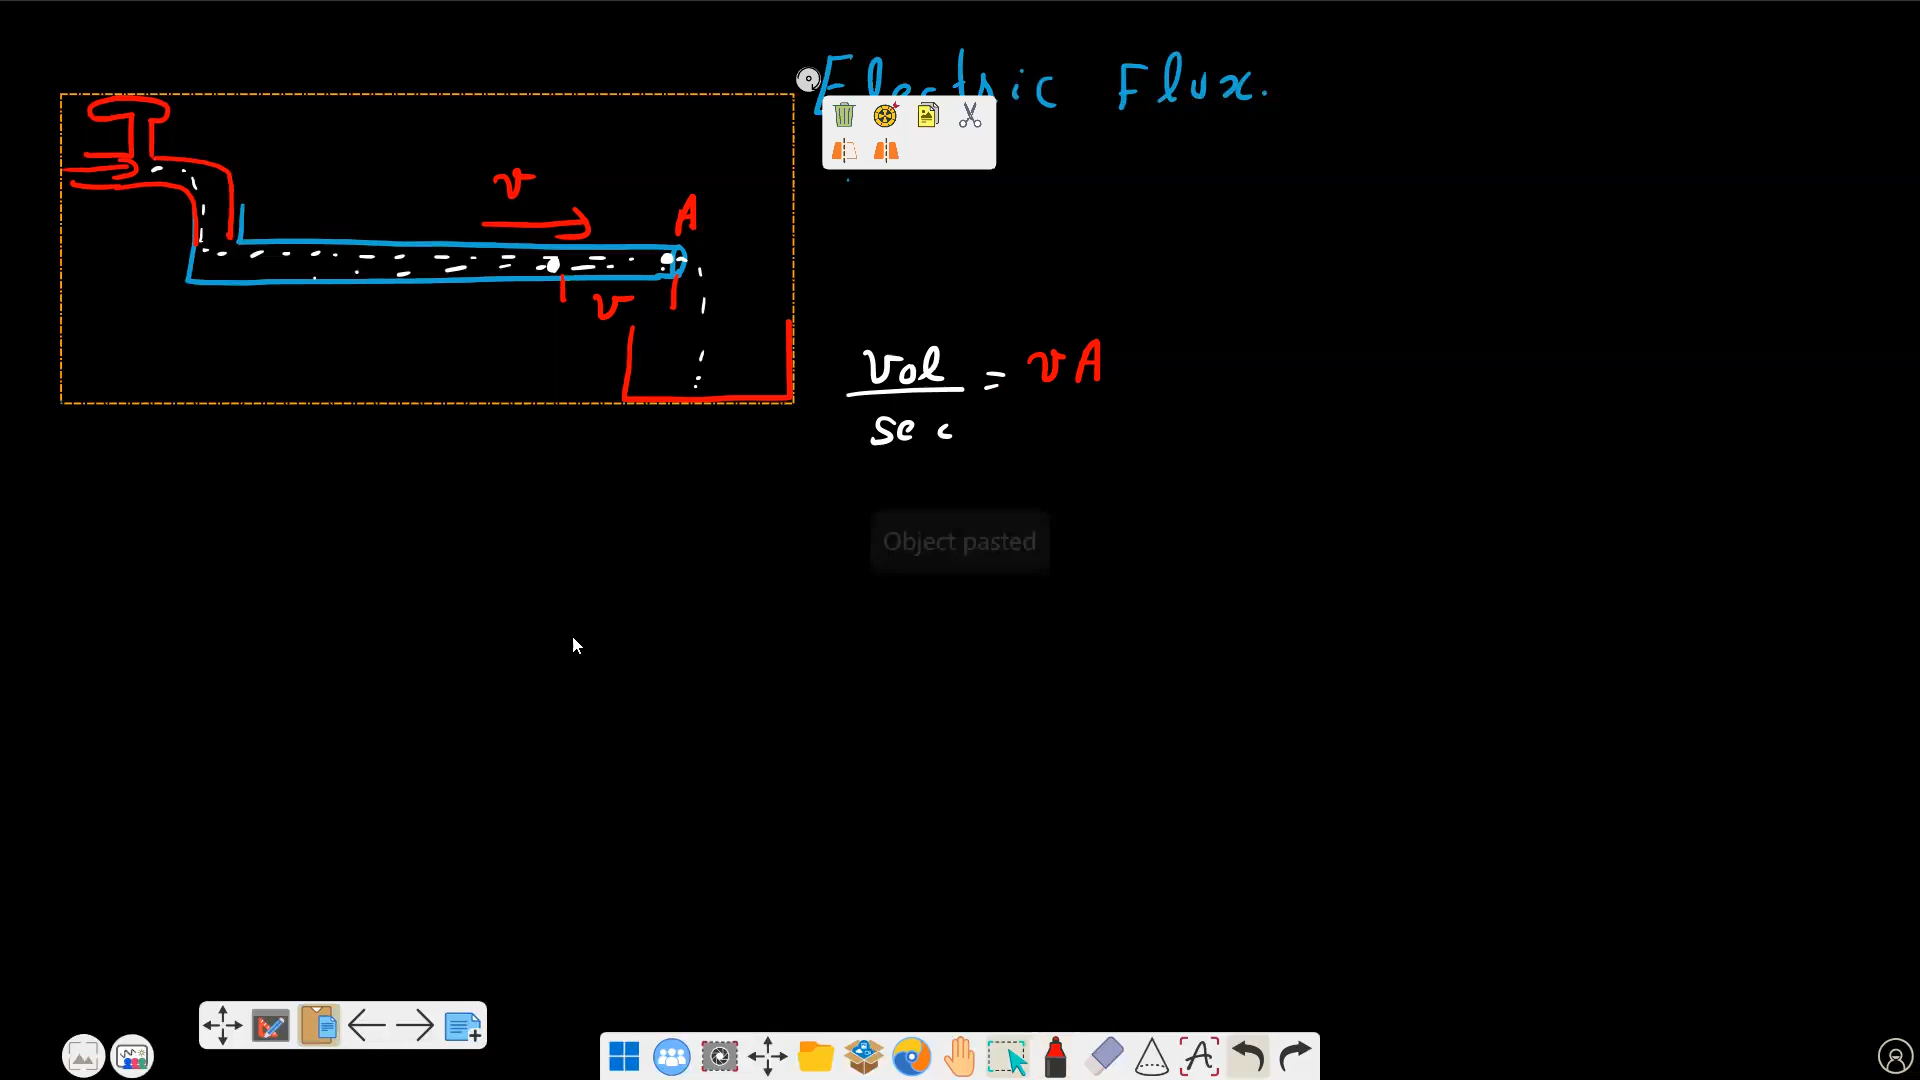 Electric Flux.
v
A
v
vol = vA
sec
Object pasted